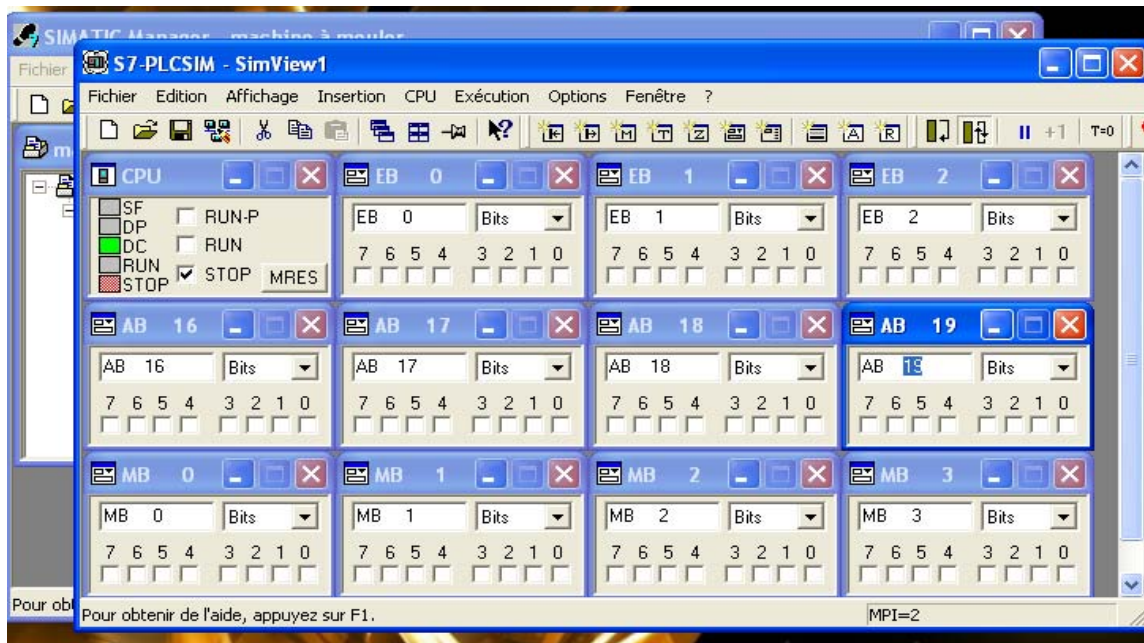 SIMATIC Manager - machine à mouler
Fichier
S7-PLCSIM - SimView1
Fichier Edition Affichage Insertion CPU Exécution Options Fenêtre ?
+1 T=0
CPU EB 0 EB 1 EB 2
SF
DP
DC
RUN
STOP
RUN-P
RUN
STOP MRES
EB 0 Bits
7 6 5 4 3 2 1 0
EB 1 Bits
7 6 5 4 3 2 1 0
EB 2 Bits
7 6 5 4 3 2 1 0
AB 16 AB 17 AB 18 AB 19
AB 16 Bits
7 6 5 4 3 2 1 0
AB 17 Bits
7 6 5 4 3 2 1 0
AB 18 Bits
7 6 5 4 3 2 1 0
AB 19 Bits
7 6 5 4 3 2 1 0
MB 0 MB 1 MB 2 MB 3
MB 0 Bits
7 6 5 4 3 2 1 0
MB 1 Bits
7 6 5 4 3 2 1 0
MB 2 Bits
7 6 5 4 3 2 1 0
MB 3 Bits
7 6 5 4 3 2 1 0
Pour
Pour obtenir de l'aide, appuyez sur F1. MPI=2